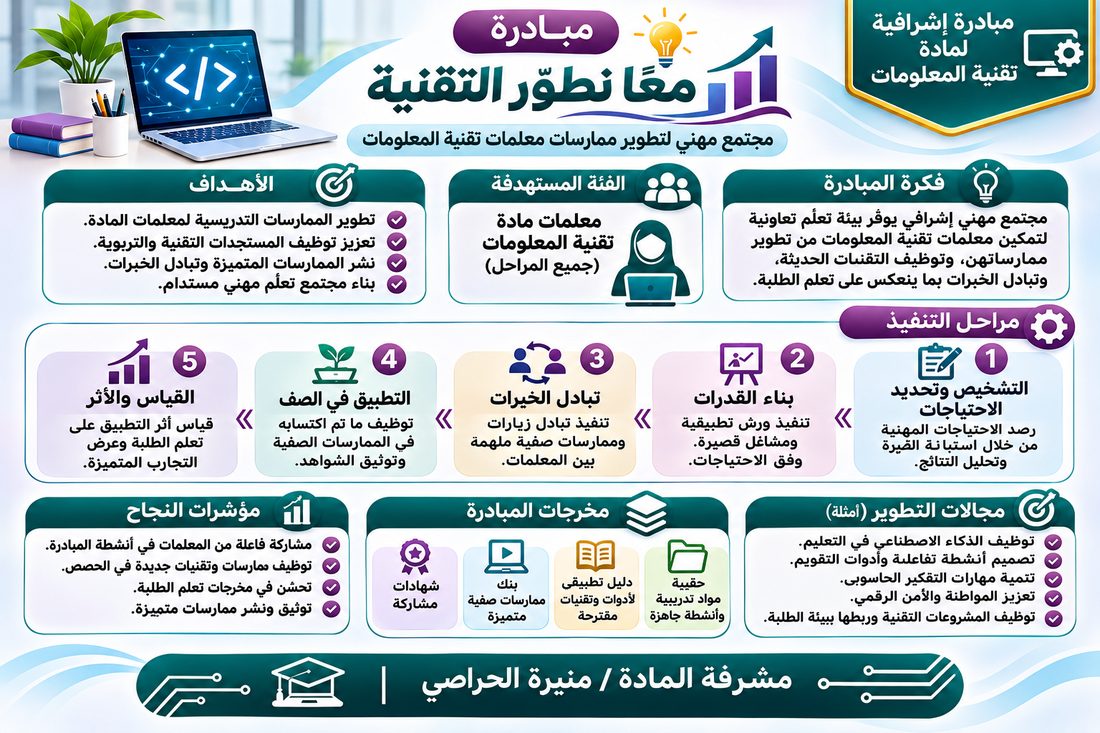 مبادرة إشرافية
لمادة
تقنية المعلومات
مبادرة
معًا نطوّر التقنية
مجتمع مهني لتطوير ممارسات معلمات تقنية المعلومات
</>
فكرة المبادرة
مجتمع مهني إشرافي يوفّر بيئة تعلّم تعاونية
لتمكين معلمات تقنية المعلومات من تطوير
ممارساتهن، وتوظيف التقنيات الحديثة،
وتبادل الخبرات بما ينعكس على تعلم الطلبة.
الفئة المستهدفة
معلمات مادة
تقنية المعلومات
(جميع المراحل)
الأهـداف
تطوير الممارسات التدريسية لمعلمات المادة.
تعزيز توظيف المستجدات التقنية والتربوية.
نشر الممارسات المتميزة وتبادل الخبرات.
بناء مجتمع تعلّم مهني مستدام.
مراحل التنفيذ
1
التشخيص وتحديد
الاحتياجات
رصد الاحتياجات المهنية
من خلال استبانة القيرة
وتحليل النتائج.
2
بناء القدرات
تنفيذ ورش تطبيقية
ومشاغل قصيرة.
وفق الاحتياجات.
3
تبادل الخيرات
تنفيذ تبادل زيارات
وممارسات صفية ملهمة
بين المعلمات.
4
التطبيق في الصف
توظيف ما تم اكتسابه
في الممارسات الصفية
وتوثيق الشواهد.
5
القياس والأثر
قياس أثر التطبيق على
تعلم الطلبة وعرض
التجارب المتميزة.
مجالات التطوير (أمثلة)
توظيف الذكاء الاصطناعي في التعليم.
تصميم أنشطة تفاعلية وأدوات التقويم.
تنمية مهارات التفكير الحاسوبي.
تعزيز المواطنة والأمن الرقمي.
توظيف المشروعات التقنية وربطها ببيئة الطلبة.
مخرجات المبادرة
حقيبة
مواد تدريبية
وأنشطة جاهزة
دليل تطبيقي
لأدوات وتقنيات
مقترحة
بنك
ممارسات صفية
متميزة
شهادات
مشاركة
مؤشرات النجاح
مشاركة فاعلة من المعلمات في أنشطة المبادرة.
توظيف ممارسات وتقنيات جديدة في الحصص.
تحشن في مخرجات تعلم الطلبة.
توثيق ونشر ممارسات متميزة.
مشرفة المادة / منيرة الحراصي |